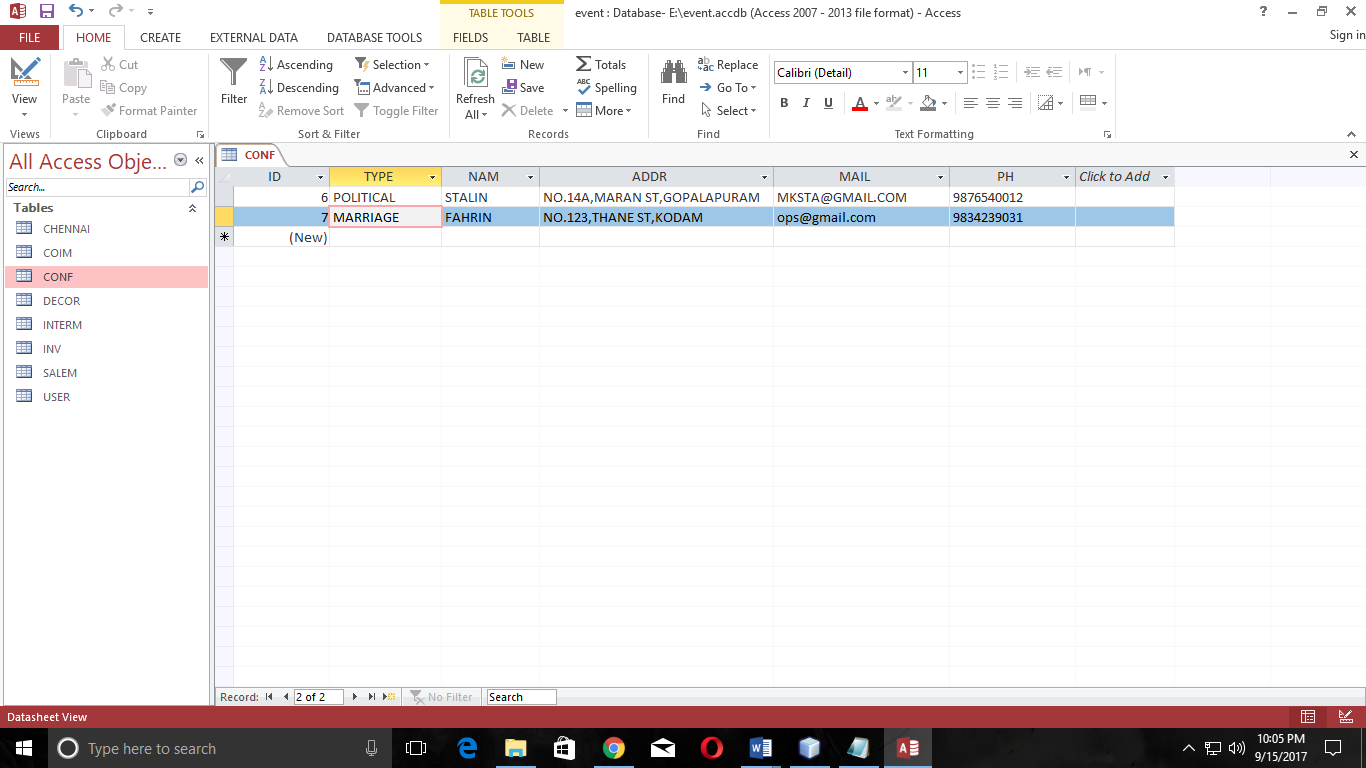 TABLE TOOLS event : Database- E:\event.accdb (Access 2007 - 2013 file format) - Access ?
FILE HOME CREATE EXTERNAL DATA DATABASE TOOLS FIELDS TABLE Sign in
View
Views
Paste
Cut
Copy
Format Painter
Clipboard
Filter
Ascending
Descending
Remove Sort
Selection
Advanced
Toggle Filter
Sort & Filter
Refresh
All
New
Save
Delete
Totals
Spelling
More
Records
Find
Replace
Go To
Select
Find
Calibri (Detail) 11
B I U A
Text Formatting
All Access Obje... «
Search...
Tables
CHENNAI
COIM
CONF
DECOR
INTERM
INV
SALEM
USER
CONF
ID TYPE NAM ADDR MAIL PH Click to Add
6 POLITICAL STALIN NO.14A,MARAN ST,GOPALAPURAM MKSTA@GMAIL.COM 9876540012
7 MARRIAGE FAHRIN NO.123,THANE ST,KODAM ops@gmail.com 9834239031
(New)
Record: 2 of 2 No Filter Search
Datasheet View
Type here to search
10:05 PM
9/15/2017